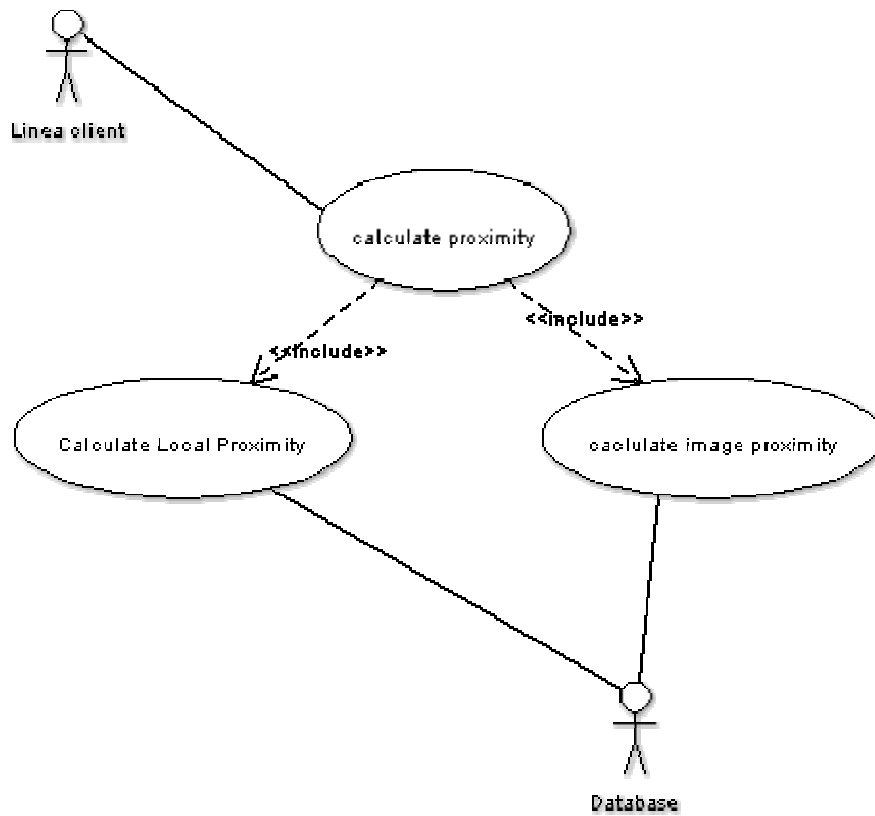 Linea client
calculate proximity
<<include>>
<<include>>
Calculate Local Proximity
caclulate image proximity
Database